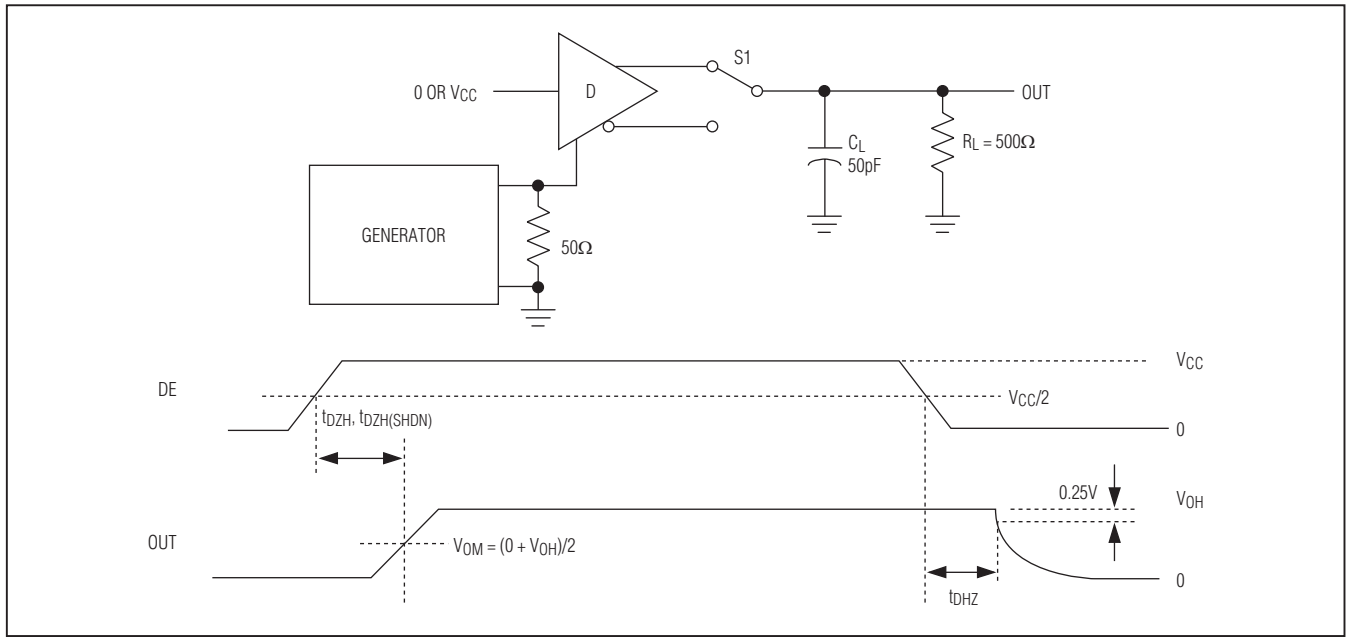 S1
0 OR VCC
D
OUT
CL
50pF
RL = 500Ω
GENERATOR
50Ω
VCC
DE
VCC/2
tDZH, tDZH(SHDN)
0
0.25V
VOH
OUT
VOM = (0 + VOH)/2
0
tDHZ